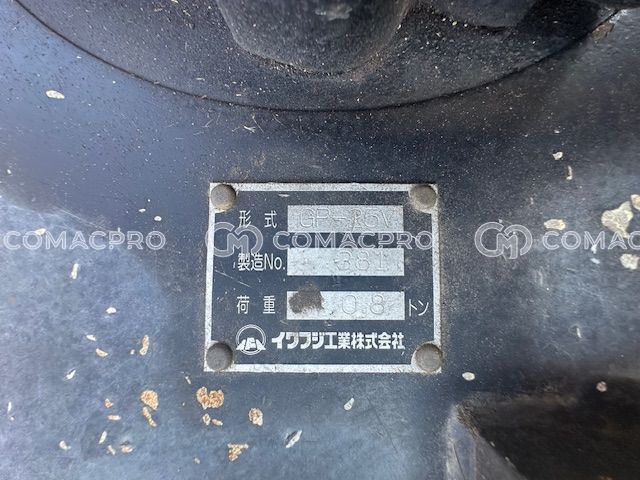 形式 GP-15V
製造No. 381
荷重 0.8 トン
イワフジ工業株式会社
COMACPRO COMACPRO COMACPRO